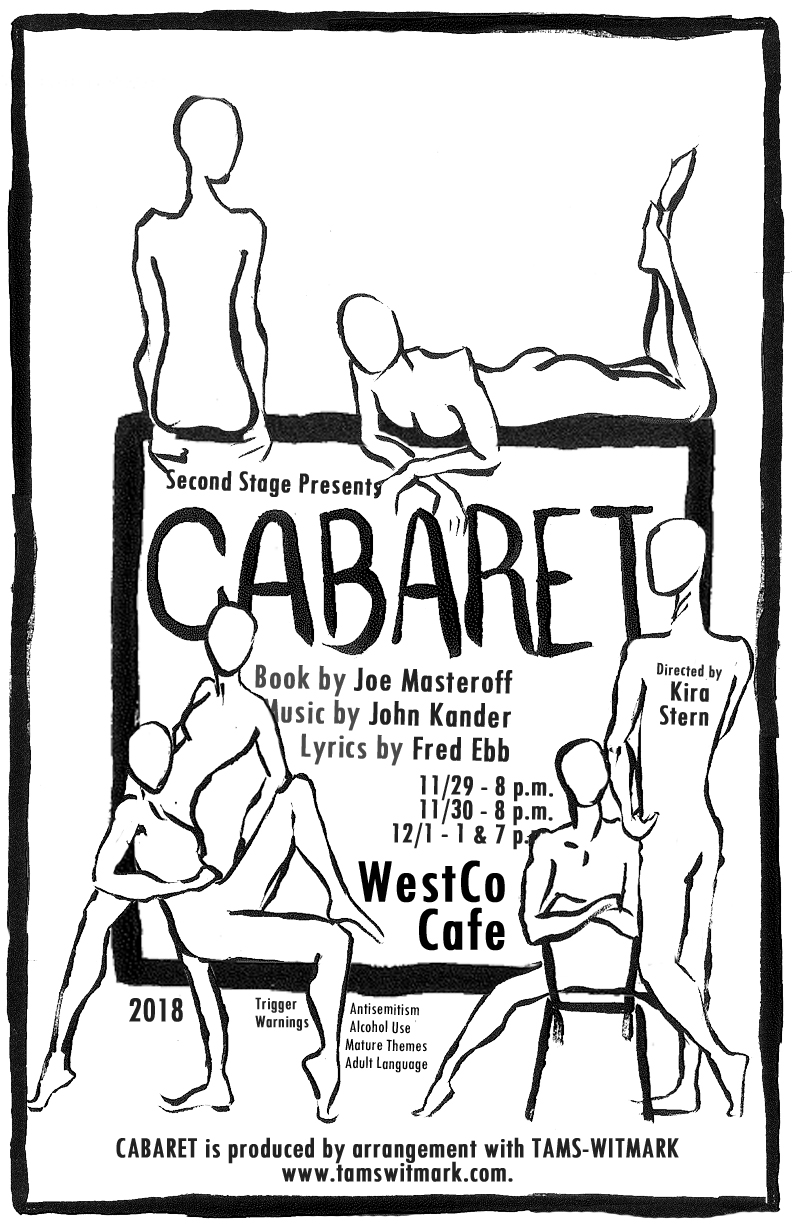 Second Stage Presents
CABARET
Book by Joe Masteroff
Music by John Kander
Lyrics by Fred Ebb
Directed by
Kira
Stern
11/29 - 8 p.m.
11/30 - 8 p.m.
12/1 - 1 & 7 p.
WestCo
Cafe
2018
Trigger
Warnings
Antisemitism
Alcohol Use
Mature Themes
Adult Language
CABARET is produced by arrangement with TAMS-WITMARK
www.tamswitmark.com.